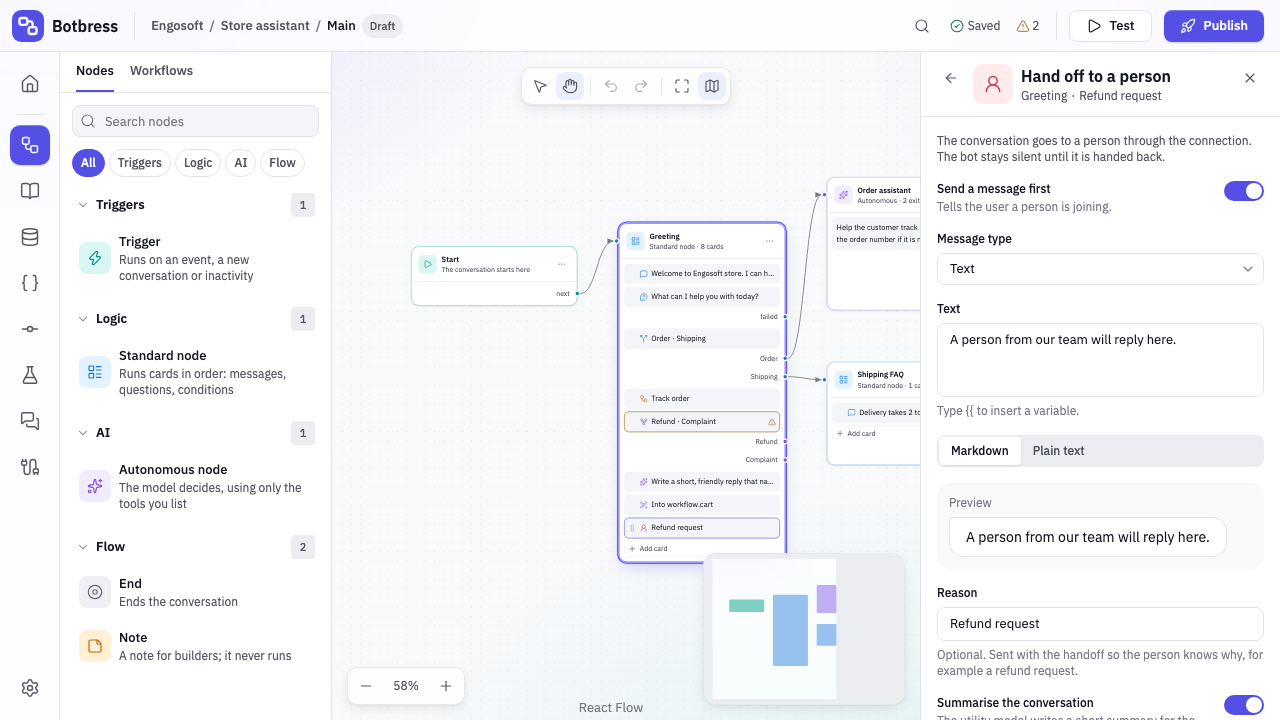 Botbress
Engosoft / Store assistant / Main Draft
Saved
2
Test
Publish
Nodes
Workflows
Search nodes
All
Triggers
Logic
AI
Flow
Triggers
1
Trigger
Runs on an event, a new
conversation or inactivity
Logic
1
Standard node
Runs cards in order: messages,
questions, conditions
AI
1
Autonomous node
The model decides, using only the
tools you list
Flow
2
End
Ends the conversation
Note
A note for builders; it never runs
Start
The conversation starts here
next
Greeting
Standard node · 8 cards
Welcome to Engosoft store. I can h...
What can I help you with today?
failed
Order · Shipping
Order
Shipping
Track order
Refund · Complaint
Refund
Complaint
Write a short, friendly reply that na...
Into workflow.cart
Refund request
Add card
Order assistant
Autonomous · 2 exit
Help the customer track
the order number if it is n
Shipping FAQ
Standard node · 1 ca
Delivery takes 2 to
Add card
58%
React Flow
Hand off to a person
Greeting · Refund request
The conversation goes to a person through the connection.
The bot stays silent until it is handed back.
Send a message first
Tells the user a person is joining.
Message type
Text
Text
A person from our team will reply here.
Type {{ to insert a variable.
Markdown
Plain text
Preview
A person from our team will reply here.
Reason
Refund request
Optional. Sent with the handoff so the person knows why, for
example a refund request.
Summarise the conversation
The utility model writes a short summary for the